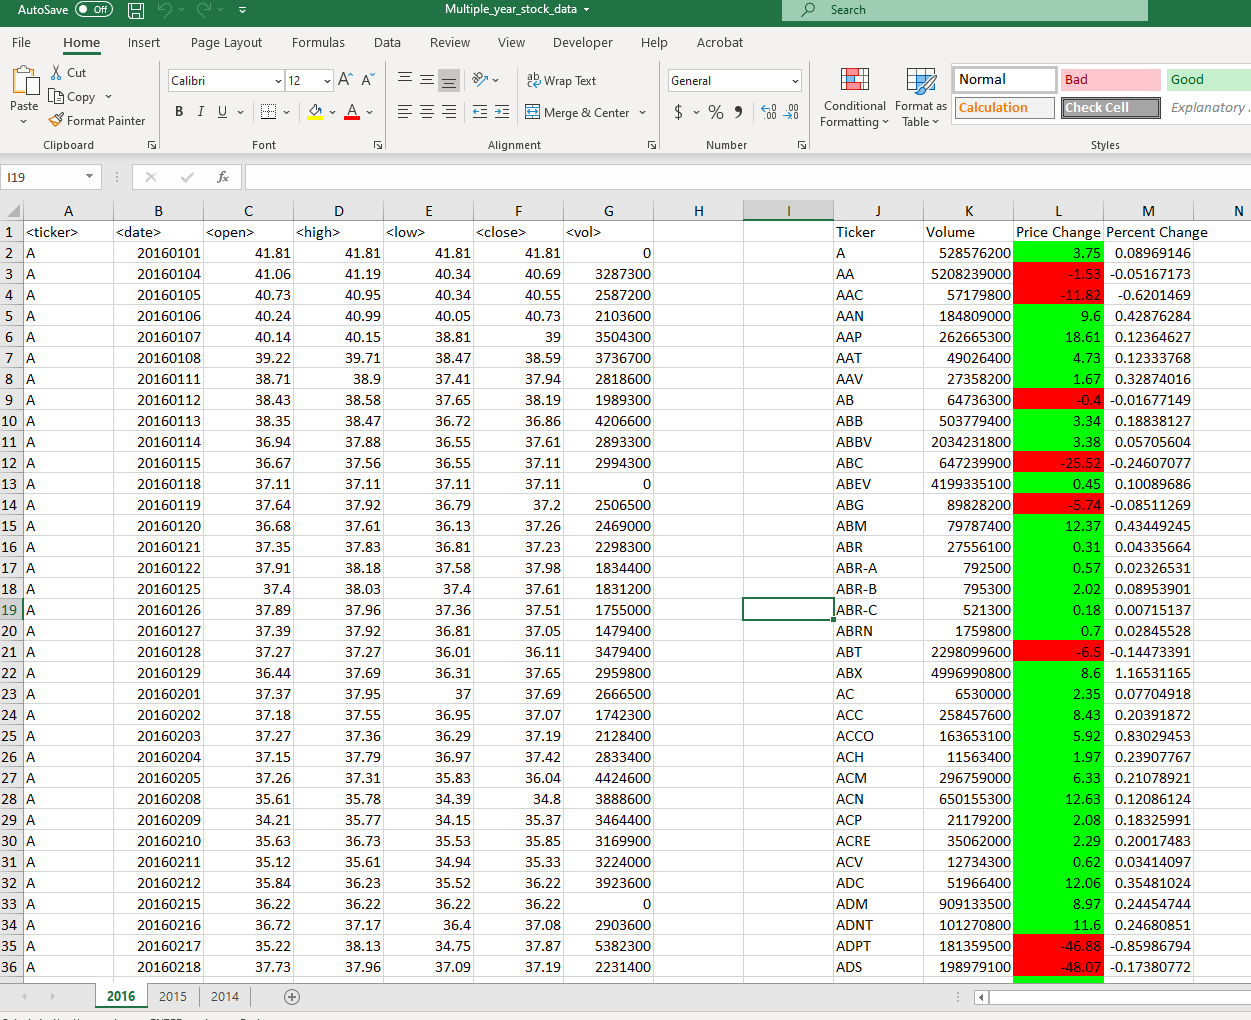 AutoSave Off Multiple_year_stock_data Search
File Home Insert Page Layout Formulas Data Review View Developer Help Acrobat
Paste Cut Copy Format Painter
Calibri 12 B I U A A A
ab Wrap Text
Merge & Center
General
$ % 9 .00 .00
Conditional Formatting Format as Table
Normal Bad Good
Calculation Check Cell Explanatory .
Clipboard Font Alignment Number Styles
I19 fx
A B C D E F G H I J K L M N
1 <ticker> <date> <open> <high> <low> <close> <vol> Ticker Volume Price Change Percent Change
2 A 20160101 41.81 41.81 41.81 41.81 0 A 528576200 3.75 0.08969146
3 A 20160104 41.06 41.19 40.34 40.69 3287300 AA 5208239000 -1.53 -0.05167173
4 A 20160105 40.73 40.95 40.34 40.55 2587200 AAC 57179800 -11.82 -0.6201469
5 A 20160106 40.24 40.99 40.05 40.73 2103600 AAN 184809000 9.6 0.42876284
6 A 20160107 40.14 40.15 38.81 39 3504300 AAP 262665300 18.61 0.12364627
7 A 20160108 39.22 39.71 38.47 38.59 3736700 AAT 49026400 4.73 0.12333768
8 A 20160111 38.71 38.9 37.41 37.94 2818600 AAV 27358200 1.67 0.32874016
9 A 20160112 38.43 38.58 37.65 38.19 1989300 AB 64736300 -0.4 -0.01677149
10 A 20160113 38.35 38.47 36.72 36.86 4206600 ABB 503779400 3.34 0.18838127
11 A 20160114 36.94 37.88 36.55 37.61 2893300 ABBV 2034231800 3.38 0.05705604
12 A 20160115 36.67 37.56 36.55 37.11 2994300 ABC 647239900 -25.52 -0.24607077
13 A 20160118 37.11 37.11 37.11 37.11 0 ABEV 4199335100 0.45 0.10089686
14 A 20160119 37.64 37.92 36.79 37.2 2506500 ABG 89828200 -5.74 -0.08511269
15 A 20160120 36.68 37.61 36.13 37.26 2469000 ABM 79787400 12.37 0.43449245
16 A 20160121 37.35 37.83 36.81 37.23 2298300 ABR 27556100 0.31 0.04335664
17 A 20160122 37.91 38.18 37.58 37.98 1834400 ABR-A 792500 0.57 0.02326531
18 A 20160125 37.4 38.03 37.4 37.61 1831200 ABR-B 795300 2.02 0.08953901
19 A 20160126 37.89 37.96 37.36 37.51 1755000 ABR-C 521300 0.18 0.00715137
20 A 20160127 37.39 37.92 36.81 37.05 1479400 ABRN 1759800 0.7 0.02845528
21 A 20160128 37.27 37.27 36.01 36.11 3479400 ABT 2298099600 -6.5 -0.14473391
22 A 20160129 36.44 37.69 36.31 37.65 2959800 ABX 4996990800 8.6 1.16531165
23 A 20160201 37.37 37.95 37 37.69 2666500 AC 6530000 2.35 0.07704918
24 A 20160202 37.18 37.55 36.95 37.07 1742300 ACC 258457600 8.43 0.20391872
25 A 20160203 37.27 37.36 36.29 37.19 2128400 ACCO 163653100 5.92 0.83029453
26 A 20160204 37.15 37.79 36.97 37.42 2833400 ACH 11563400 1.97 0.23907767
27 A 20160205 37.26 37.31 35.83 36.04 4424600 ACM 296759000 6.33 0.21078921
28 A 20160208 35.61 35.78 34.39 34.8 3888600 ACN 650155300 12.63 0.12086124
29 A 20160209 34.21 35.77 34.15 35.37 3464400 ACP 21179200 2.08 0.18325991
30 A 20160210 35.63 36.73 35.53 35.85 3169900 ACRE 35062000 2.29 0.20017483
31 A 20160211 35.12 35.61 34.94 35.33 3224000 ACV 12734300 0.62 0.03414097
32 A 20160212 35.84 36.23 35.52 36.22 3923600 ADC 51966400 12.06 0.35481024
33 A 20160215 36.22 36.22 36.22 36.22 0 ADM 909133500 8.97 0.24454744
34 A 20160216 36.72 37.17 36.4 37.08 2903600 ADNT 101270800 11.6 0.24680851
35 A 20160217 35.22 38.13 34.75 37.87 5382300 ADPT 181359500 -46.88 -0.85986794
36 A 20160218 37.73 37.96 37.09 37.19 2231400 ADS 198979100 -48.07 -0.17380772
2016 2015 2014